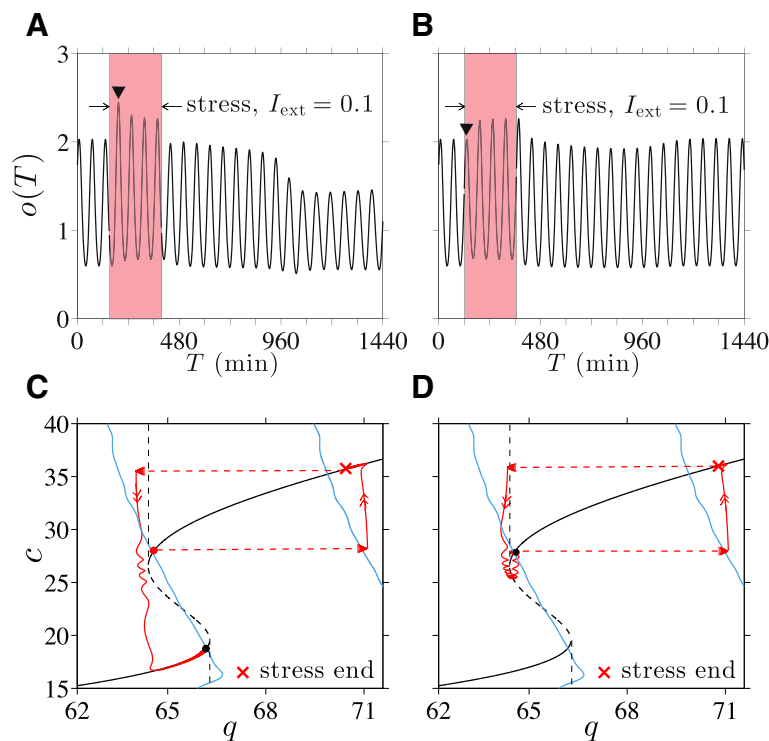 A
B
3
2
1
0
o(T)
stress, I_ext = 0.1
stress, I_ext = 0.1
0 480 960 1440
T (min)
0 480 960 1440
T (min)
C
D
40
35
30
25
20
15
c
× stress end
× stress end
62 65 68 71
q
62 65 68 71
q